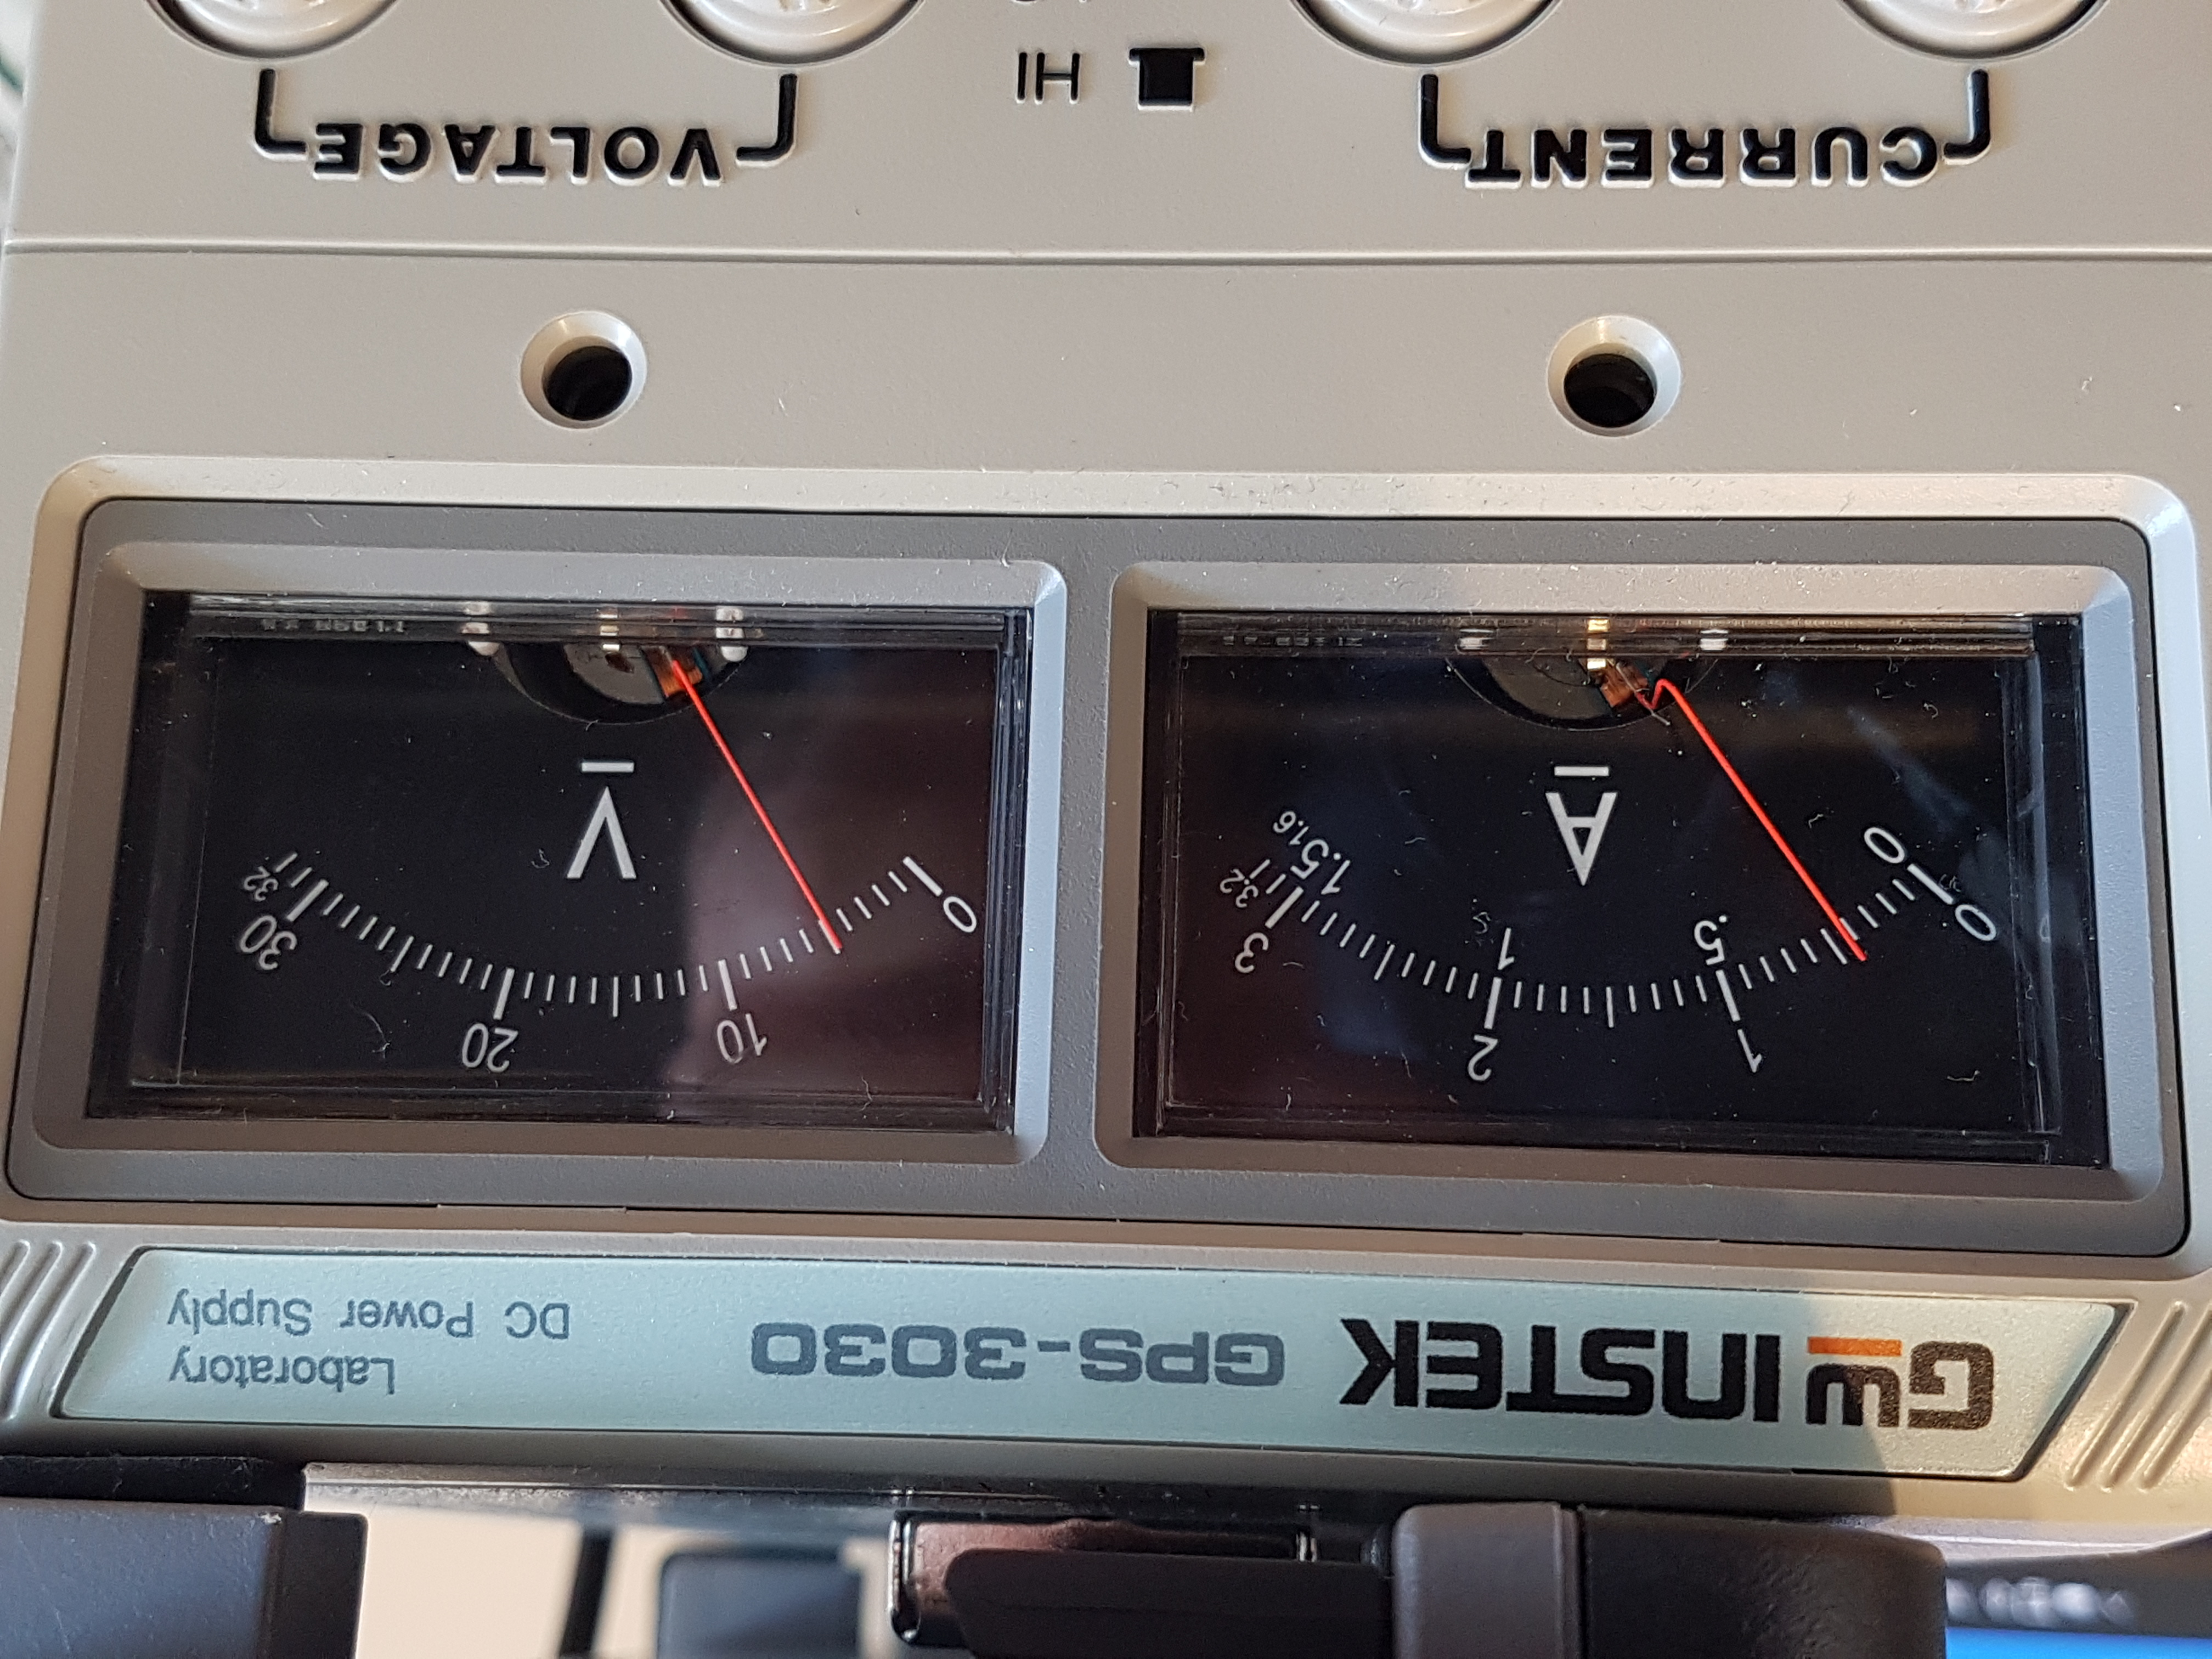 GW INSTEK GPS-3030 Laboratory
DC Power Supply
0 1 2 3 3.2
0 .5 1 1.5 1.6
A
0 10 20 30 32
V
CURRENT
VOLTAGE
HI